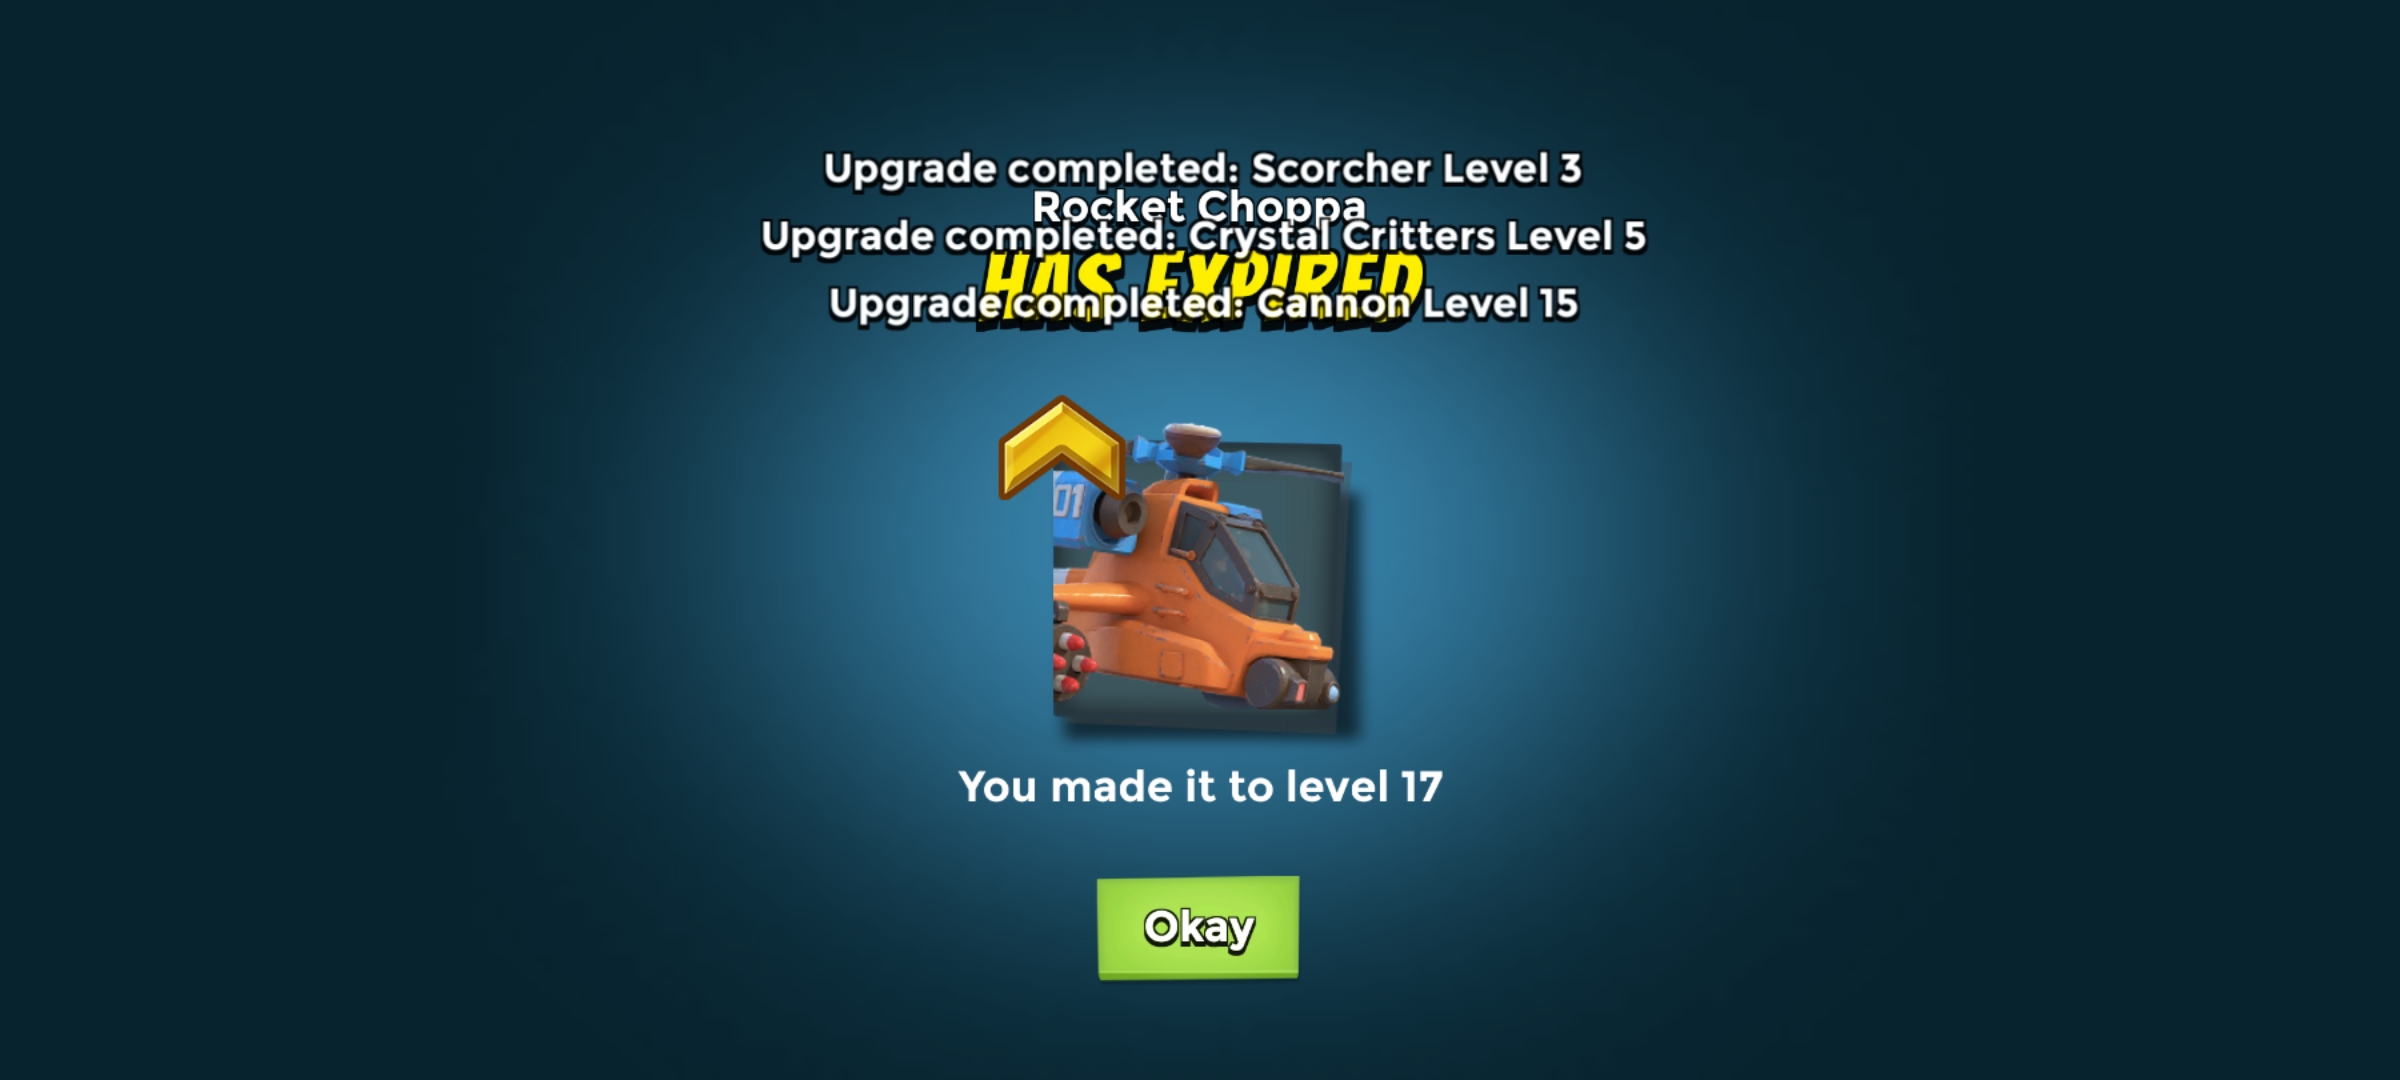 Upgrade completed: Scorcher Level 3
Rocket Choppa
Upgrade completed: Crystal Critters Level 5
HAS EXPIRED
Upgrade completed: Cannon Level 15
01
You made it to level 17
Okay